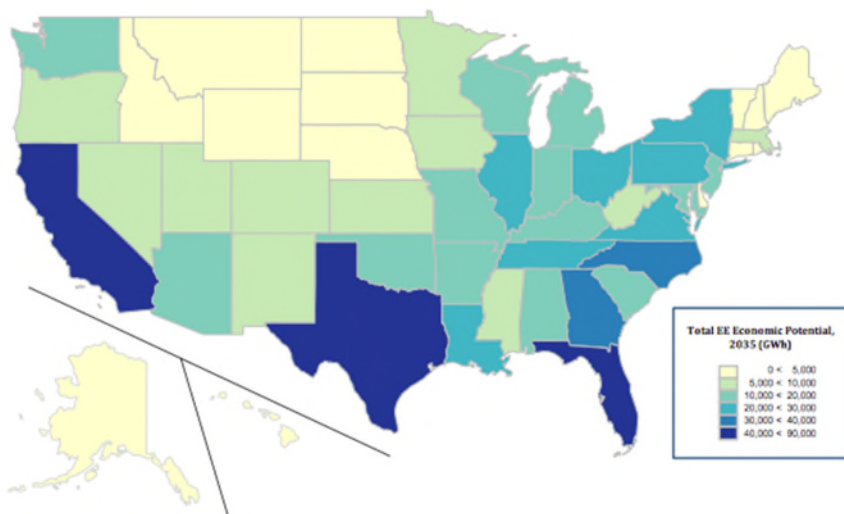 Total EE Economic Potential,
2035 (GWh)
0 < 5,000
5,000 < 10,000
10,000 < 20,000
20,000 < 30,000
30,000 < 40,000
40,000 < 90,000